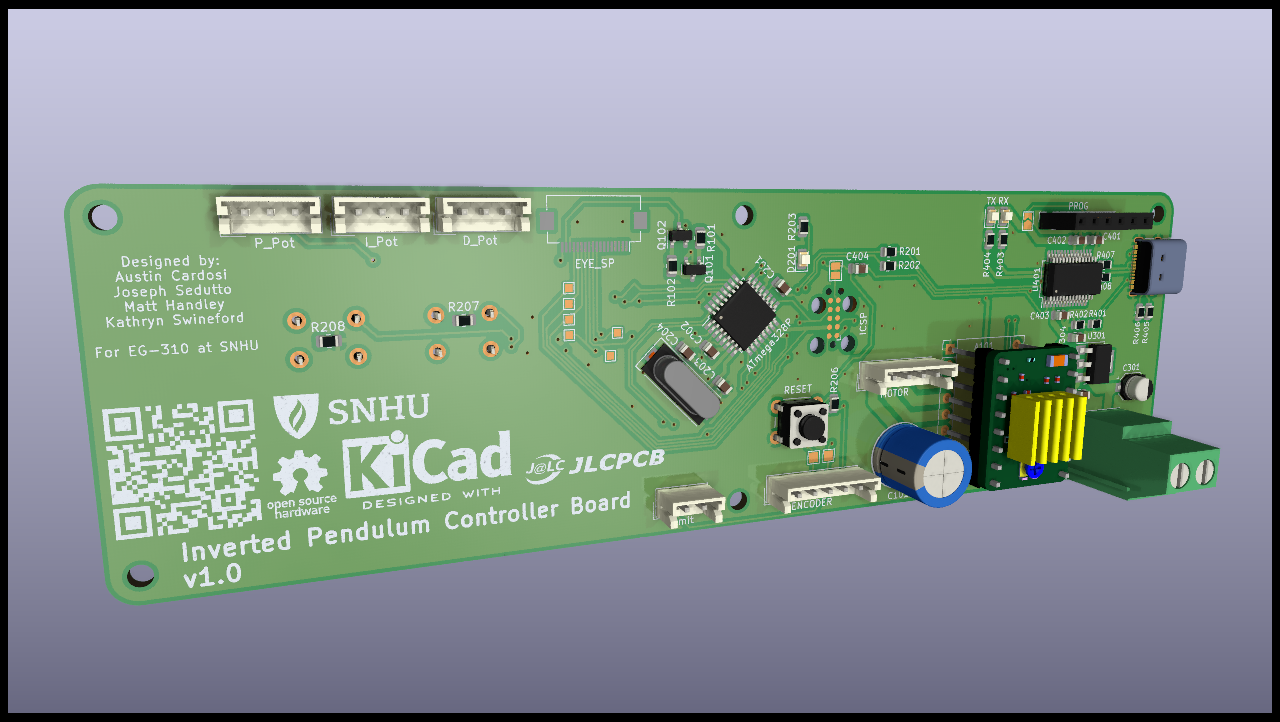 P_Pot
I_Pot
D_Pot
EYE_SP
Q102
R101
R102
Q101
R203
D201
C201
C404
R201
R202
TX RX
PROG
R404
R403
C402
C401
U401
R407
C403
R401
R406
R405
U301
C301
Designed by:
Austin Cardosi
Joseph Sedutto
Matt Handley
Kathryn Swineford
For EG-310 at SNHU
R208
R207
C204
C202
C207
ATmega328P
ICSP
MOTOR
RESET
R206
ENCODER
SNHU
KiCad
DESIGNED WITH
J@LC JLCPCB
open source
hardware
Inverted Pendulum Controller Board
v1.0